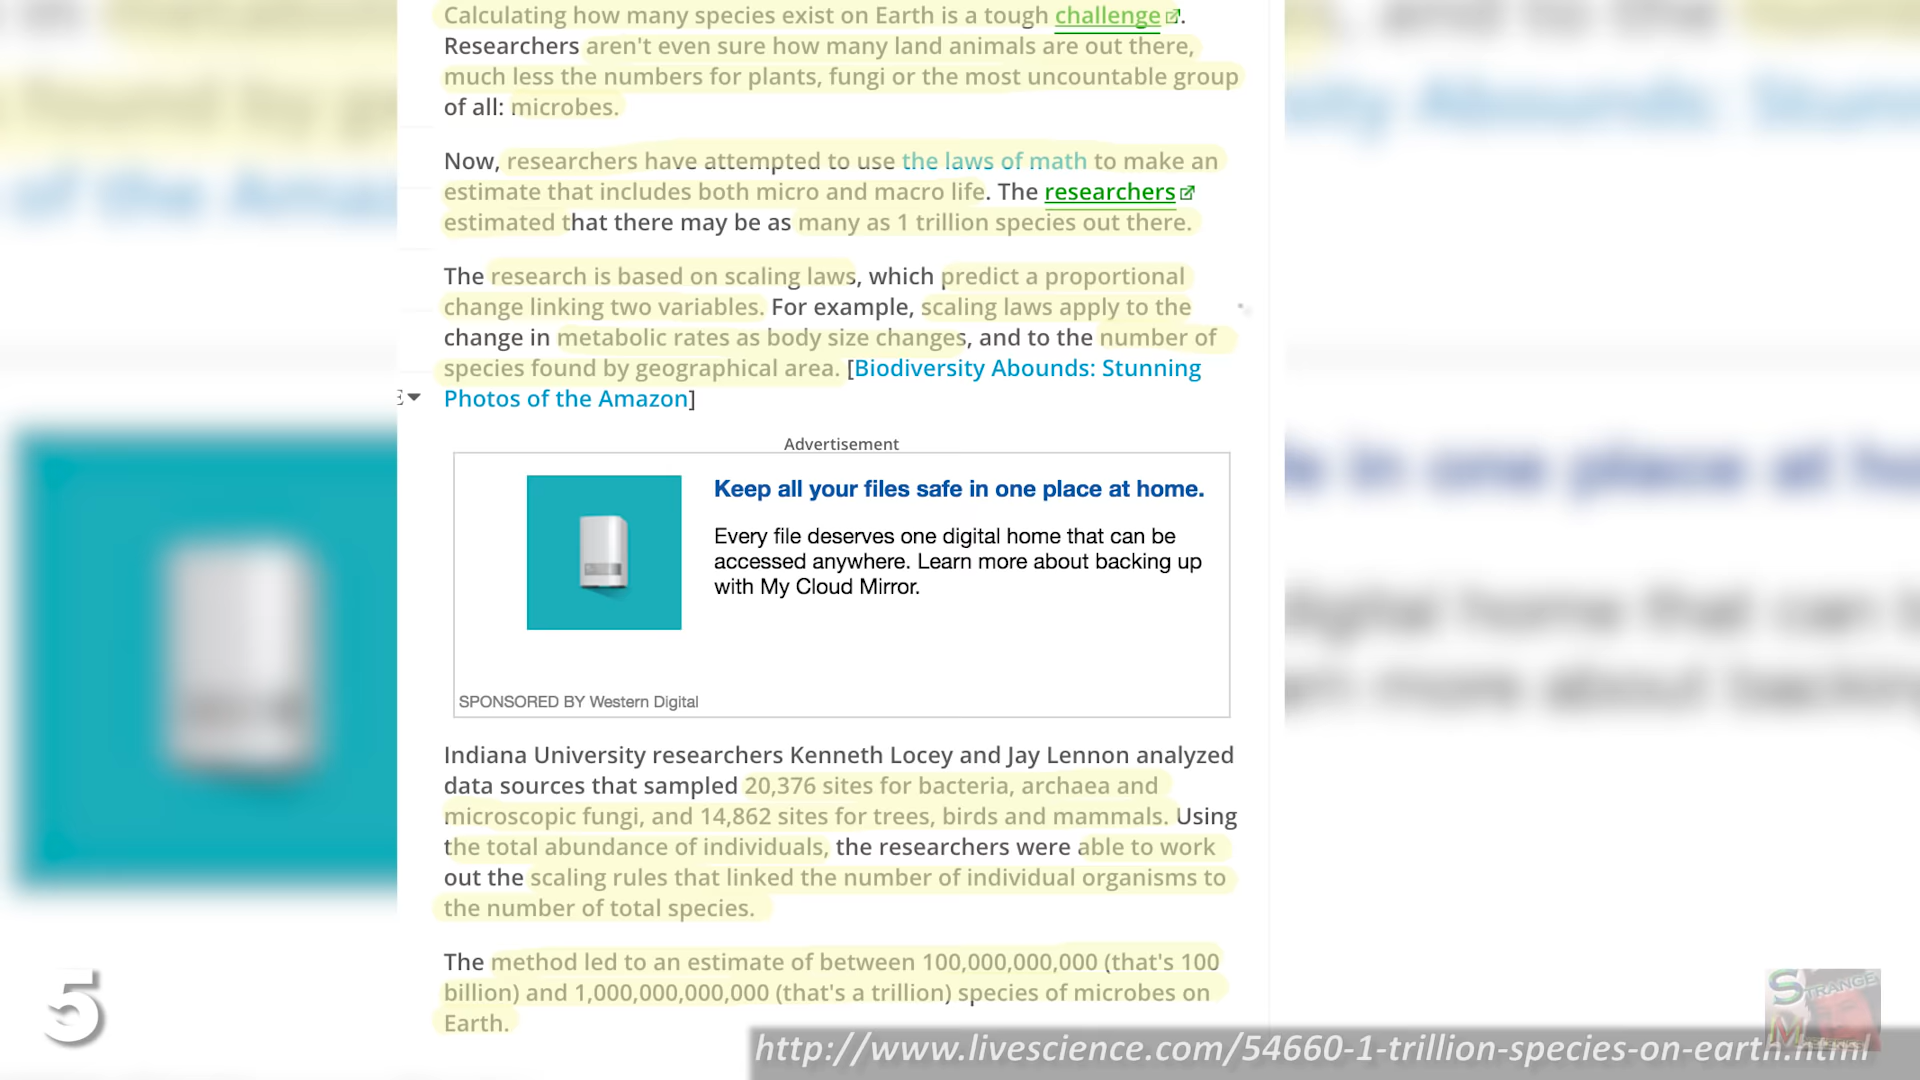 Calculating how many species exist on Earth is a tough challenge.
Researchers aren't even sure how many land animals are out there,
much less the numbers for plants, fungi or the most uncountable group
of all: microbes.
Now, researchers have attempted to use the laws of math to make an
estimate that includes both micro and macro life. The researchers
estimated that there may be as many as 1 trillion species out there.
The research is based on scaling laws, which predict a proportional
change linking two variables. For example, scaling laws apply to the
change in metabolic rates as body size changes, and to the number of
species found by geographical area. [Biodiversity Abounds: Stunning
Photos of the Amazon]
Advertisement
Keep all your files safe in one place at home.
Every file deserves one digital home that can be
accessed anywhere. Learn more about backing up
with My Cloud Mirror.
SPONSORED BY Western Digital
Indiana University researchers Kenneth Locey and Jay Lennon analyzed
data sources that sampled 20,376 sites for bacteria, archaea and
microscopic fungi, and 14,862 sites for trees, birds and mammals. Using
the total abundance of individuals, the researchers were able to work
out the scaling rules that linked the number of individual organisms to
the number of total species.
The method led to an estimate of between 100,000,000,000 (that's 100
billion) and 1,000,000,000,000 (that's a trillion) species of microbes on
Earth.
5
STRANGE
http://www.livescience.com/54660-1-trillion-species-on-earth.html